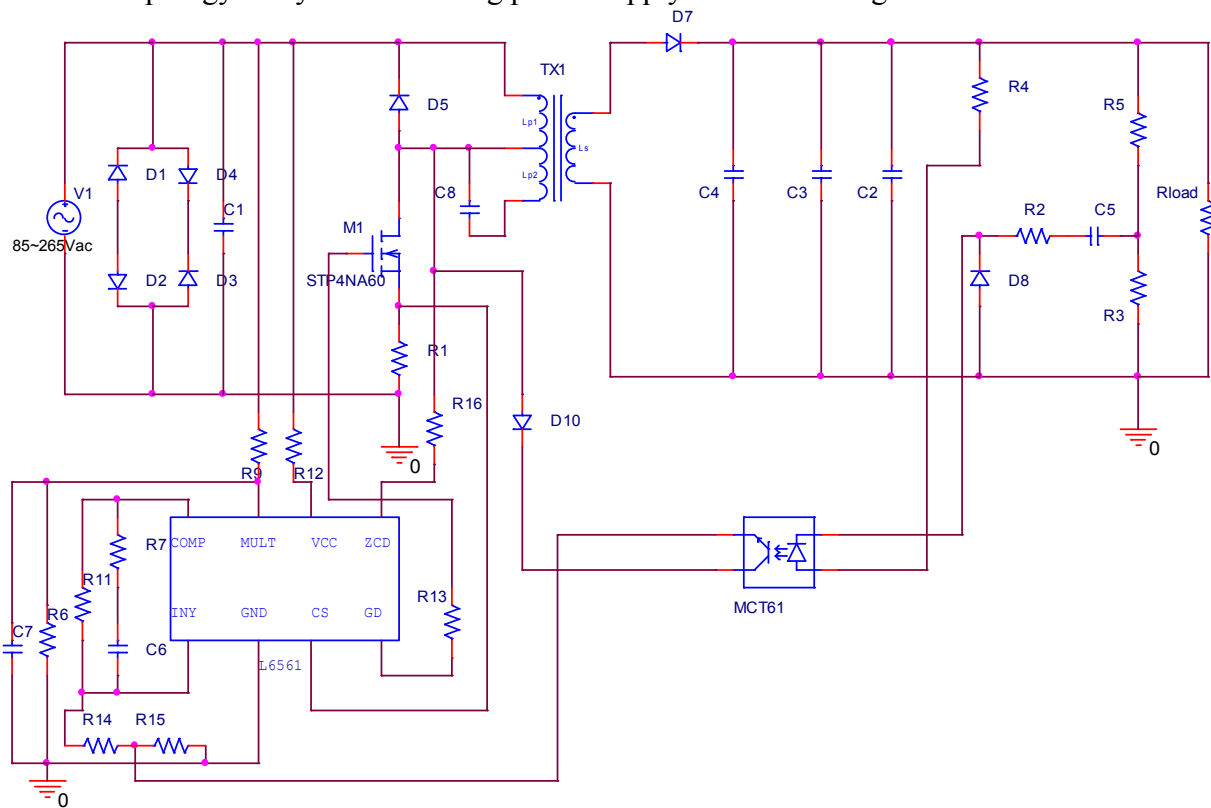 D7
TX1
D5
R4
R5
Lp1
Ls
V1
D1
D4
C8
C4
C3
C2
Rload
C1
Lp2
M1
R2
C5
85~265Vac
D2
D3
STP4NA60
D8
R3
R1
R16
D10
0
0
R9
R12
R7
COMP
MULT
VCC
ZCD
R11
R6
INY
GND
CS
GD
R13
MCT61
C7
C6
L6561
R14
R15
0